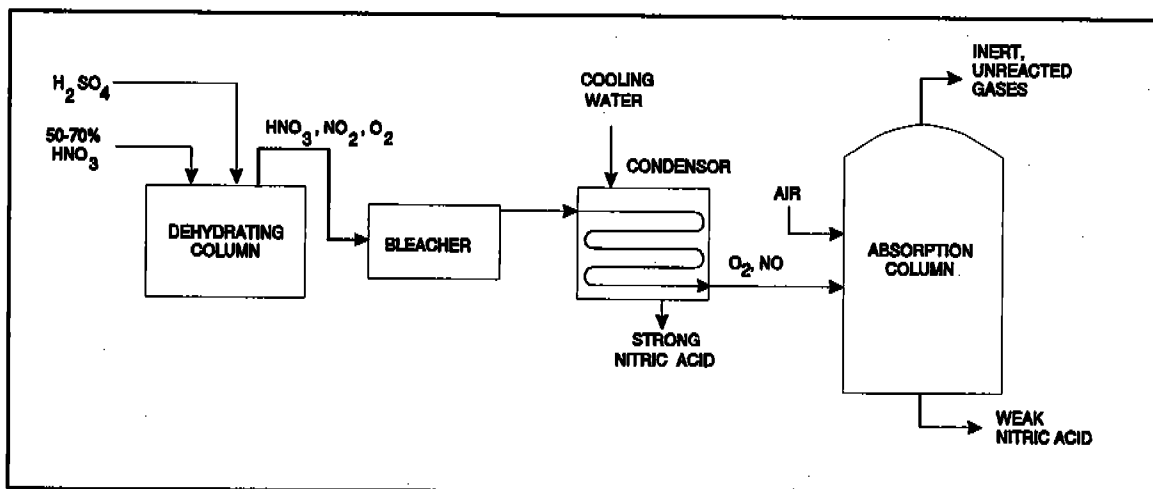 H₂SO₄
50-70%
HNO₃
HNO₃, NO₂, O₂
DEHYDRATING
COLUMN
BLEACHER
COOLING
WATER
CONDENSOR
STRONG
NITRIC ACID
O₂, NO
AIR
INERT,
UNREACTED
GASES
ABSORPTION
COLUMN
WEAK
NITRIC ACID